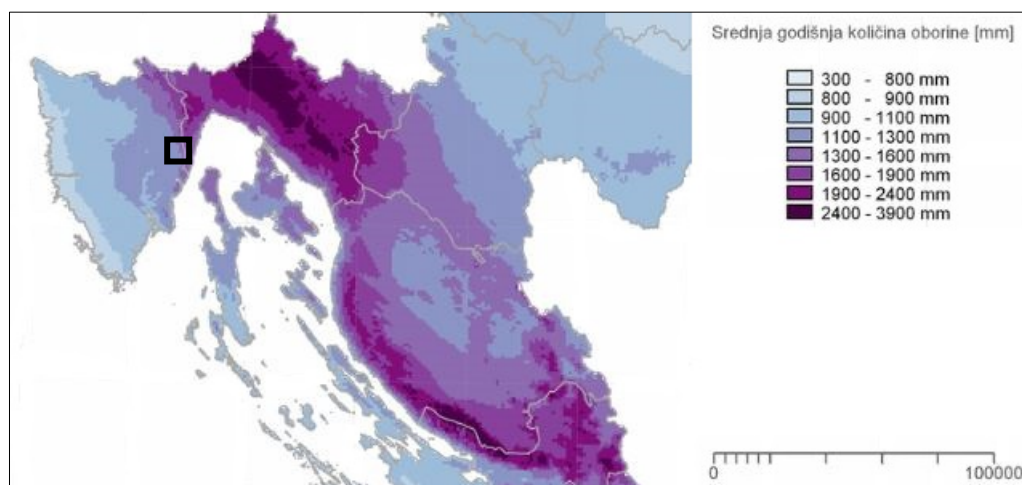 Srednja godišnja količina oborine [mm]
300 - 800 mm
800 - 900 mm
900 - 1100 mm
1100 - 1300 mm
1300 - 1600 mm
1600 - 1900 mm
1900 - 2400 mm
2400 - 3900 mm
0 100000